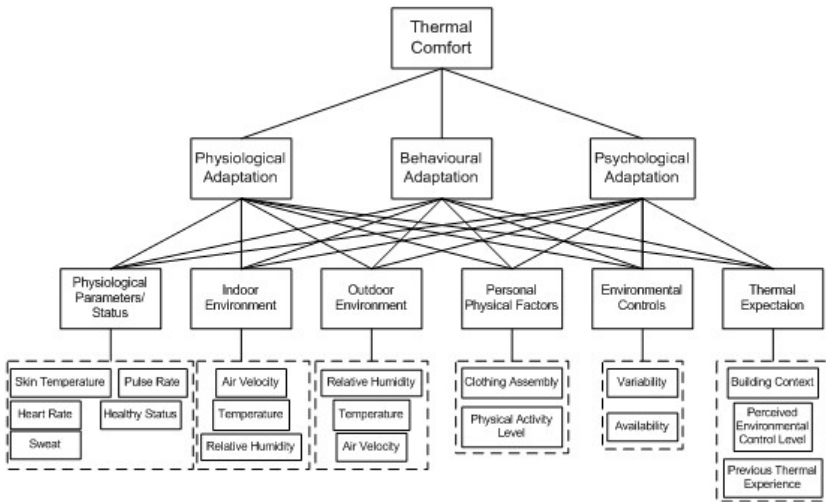 Thermal
Comfort
Physiological
Adaptation
Behavioural
Adaptation
Psychological
Adaptation
Physiological
Parameters/
Status
Indoor
Environment
Outdoor
Environment
Personal
Physical Factors
Environmental
Controls
Thermal
Expectaion
Skin Temperature
Pulse Rate
Heart Rate
Healthy Status
Sweat
Air Velocity
Temperature
Relative Humidity
Relative Humidity
Temperature
Air Velocity
Clothing Assembly
Physical Activity
Level
Variability
Availability
Building Context
Perceived
Environmental
Control Level
Previous Thermal
Experience